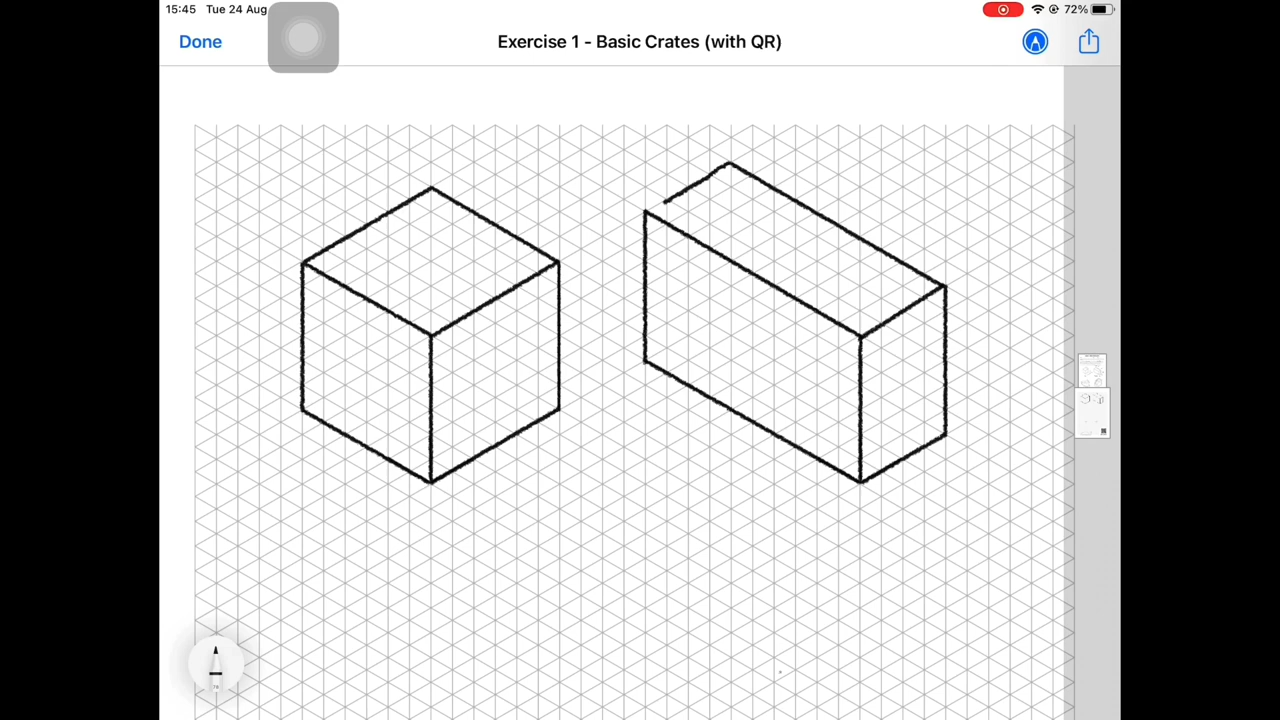 15:45 Tue 24 Aug 72%
Done Exercise 1 - Basic Crates (with QR)